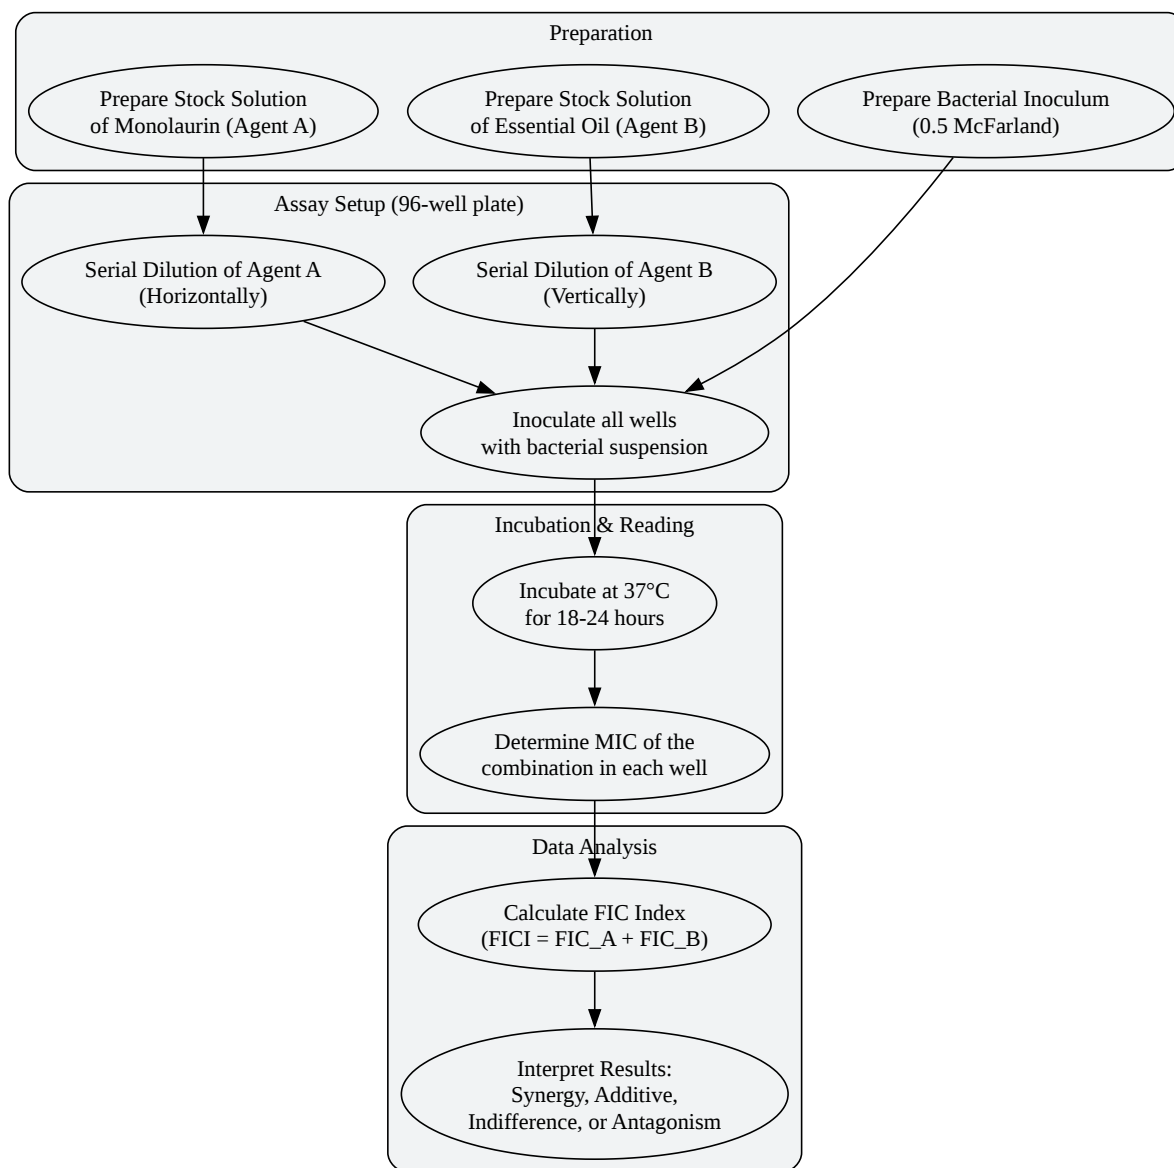 Preparation
Prepare Stock Solution
of Monolaurin (Agent A)
Prepare Stock Solution
of Essential Oil (Agent B)
Prepare Bacterial Inoculum
(0.5 McFarland)
Assay Setup (96-well plate)
Serial Dilution of Agent A
(Horizontally)
Serial Dilution of Agent B
(Vertically)
Inoculate all wells
with bacterial suspension
Incubation & Reading
Incubate at 37°C
for 18-24 hours
Determine MIC of the
combination in each well
Data Analysis
Calculate FIC Index
(FICI = FIC_A + FIC_B)
Interpret Results:
Synergy, Additive,
Indifference, or Antagonism